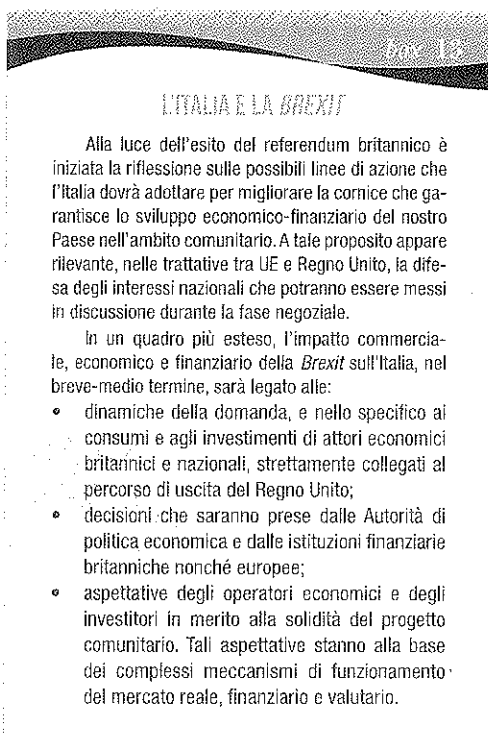 box 13
L'ITALIA E LA BREXIT
Alla luce dell'esito del referendum britannico è
iniziata la riflessione sulle possibili linee di azione che
l'Italia dovrà adottare per migliorare la cornice che ga-
rantisce lo sviluppo economico-finanziario del nostro
Paese nell'ambito comunitario. A tale proposito appare
rilevante, nelle trattative tra UE e Regno Unito, la dife-
sa degli interessi nazionali che potranno essere messi
in discussione durante la fase negoziale.
In un quadro più esteso, l'impatto commercia-
le, economico e finanziario della Brexit sull'Italia, nel
breve-medio termine, sarà legato alle:
• dinamiche della domanda, e nello specifico ai
consumi e agli investimenti di attori economici
britannici e nazionali, strettamente collegati al
percorso di uscita del Regno Unito;
• decisioni che saranno prese dalle Autorità di
politica economica e dalle istituzioni finanziarie
britanniche nonché europee;
• aspettative degli operatori economici e degli
investitori in merito alla solidità del progetto
comunitario. Tali aspettative stanno alla base
dei complessi meccanismi di funzionamento
del mercato reale, finanziario e valutario.